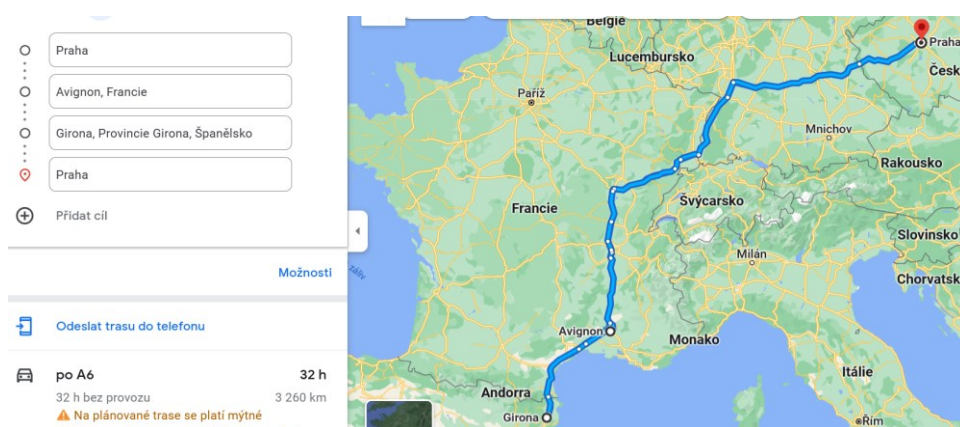 Praha
Avignon, Francie
Girona, Provincie Girona, Španělsko
Praha
Přidat cíl
Možnosti
Odeslat trasu do telefonu
po A6
32 h
32 h bez provozu
3 260 km
Na plánované trase se platí mýtné
Belgie
Lucembursko
Praha
Česk
Paříž
Mnichov
Rakousko
Francie
Švýcarsko
Slovinsko
Milán
Chorvatsk
záliv
Avignon
Monako
Itálie
Andorra
Girona
Řím